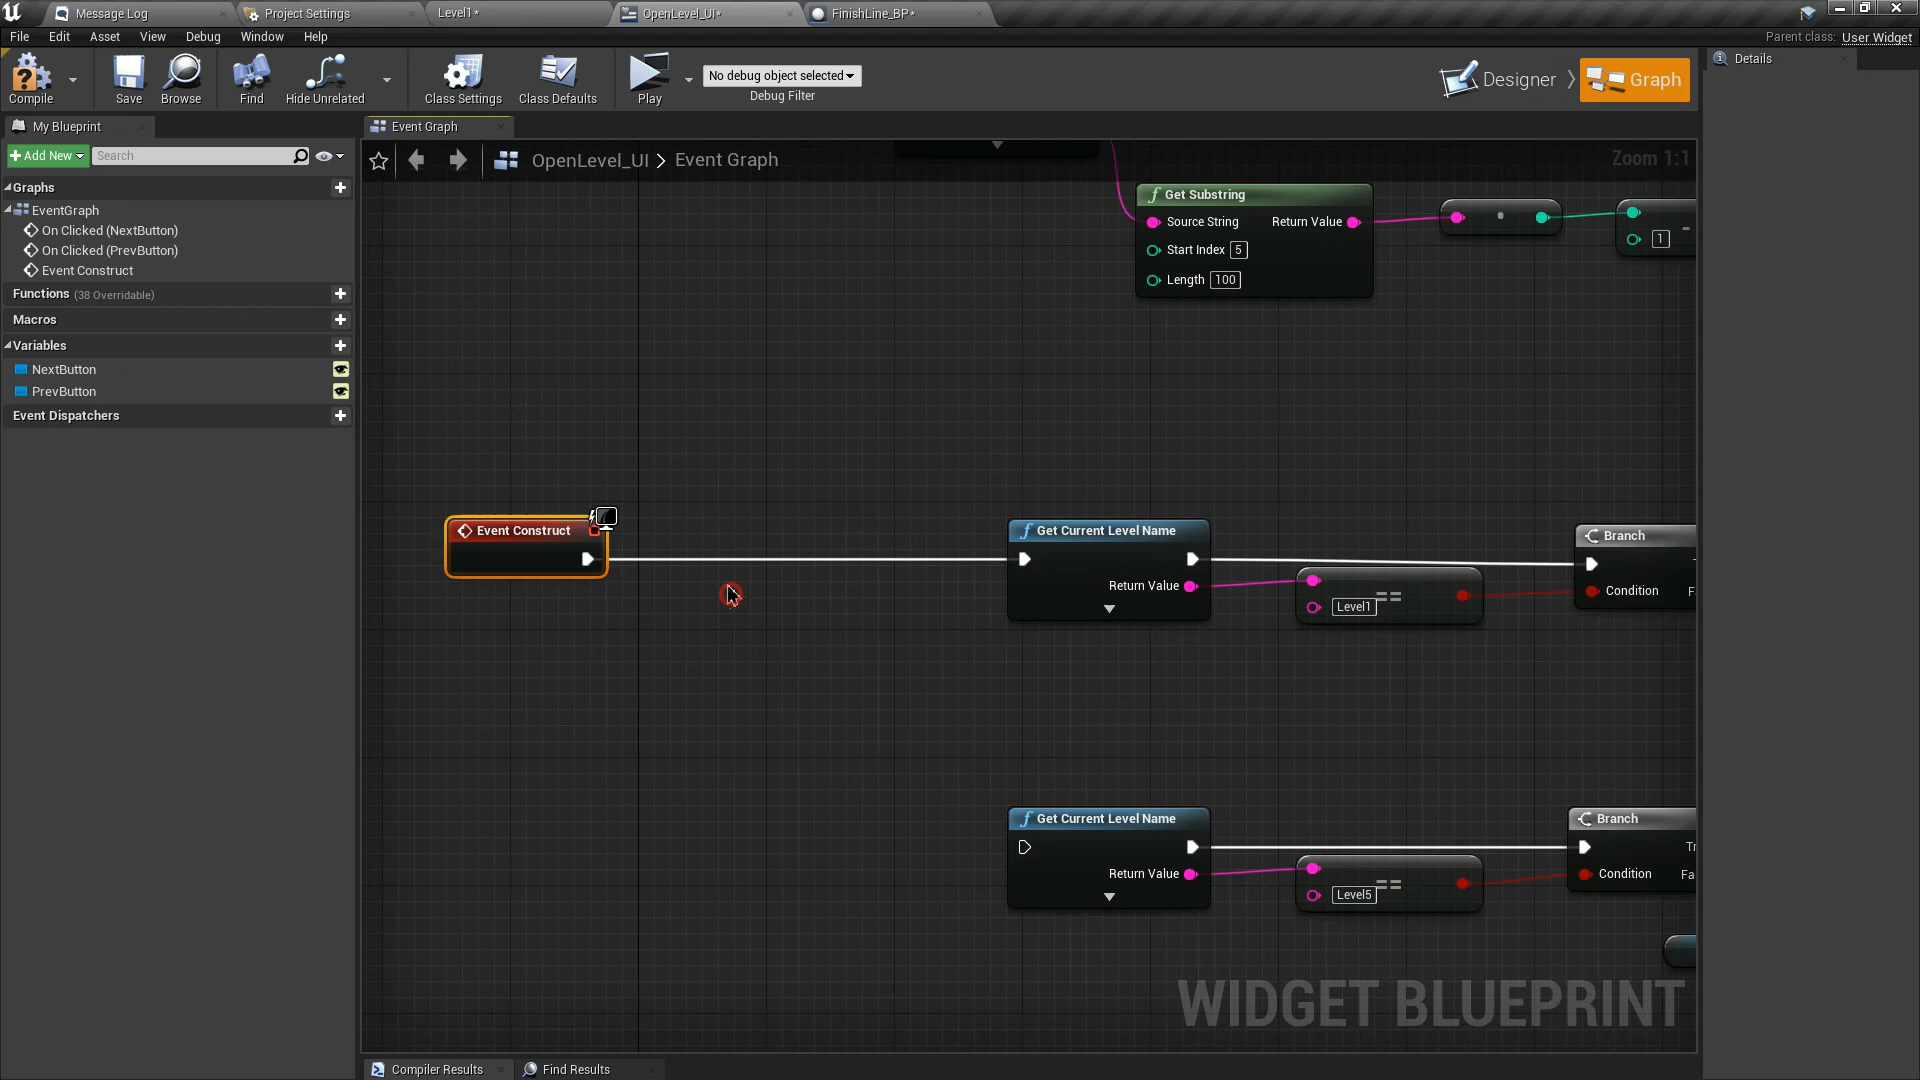 Message Log
Project Settings
Level1*
OpenLevel_UI*
FinishLine_BP*
File Edit Asset View Debug Window Help
Parent class: User Widget
Compile
Save
Browse
Find
Hide Unrelated
Class Settings
Class Defaults
Play
No debug object selected
Debug Filter
Designer
Graph
Details
My Blueprint
Event Graph
Add New
Search
OpenLevel_UI > Event Graph
Zoom 1:1
Graphs
EventGraph
On Clicked (NextButton)
On Clicked (PrevButton)
Event Construct
Functions (38 Overridable)
Macros
Variables
NextButton
PrevButton
Event Dispatchers
Get Substring
Source String Return Value
Start Index 5
Length 100
1
Event Construct
Get Current Level Name
Return Value
Level1
==
Branch
Condition
Get Current Level Name
Return Value
Level5
==
Branch
Tr
Condition Fa
WIDGET BLUEPRINT
Compiler Results
Find Results